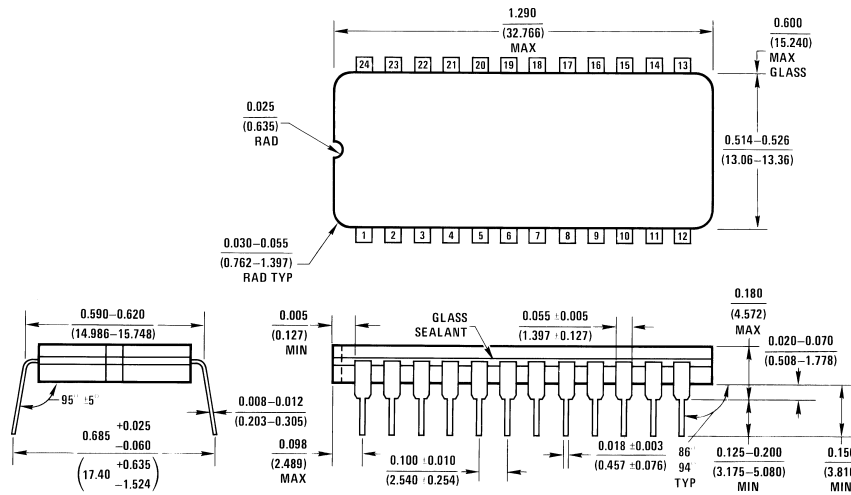 1.290
(32.766)
MAX
0.600
(15.240)
MAX
GLASS
24 23 22 21 20 19 18 17 16 15 14 13
0.025
(0.635)
RAD
0.514–0.526
(13.06–13.36)
1 2 3 4 5 6 7 8 9 10 11 12
0.030–0.055
(0.762–1.397)
RAD TYP
0.590–0.620
(14.986–15.748)
0.005
(0.127)
MIN
GLASS
SEALANT
0.055 ±0.005
(1.397 ±0.127)
0.180
(4.572)
MAX
0.020–0.070
(0.508–1.778)
95° ±5°
0.008–0.012
(0.203–0.305)
0.685 +0.025
-0.060
(17.40 +0.635
-1.524)
0.098
(2.489)
MAX
0.100 ±0.010
(2.540 ±0.254)
0.018 ±0.003
(0.457 ±0.076)
86°
94°
TYP
0.125–0.200
(3.175–5.080)
MIN
0.150
(3.810
MIN